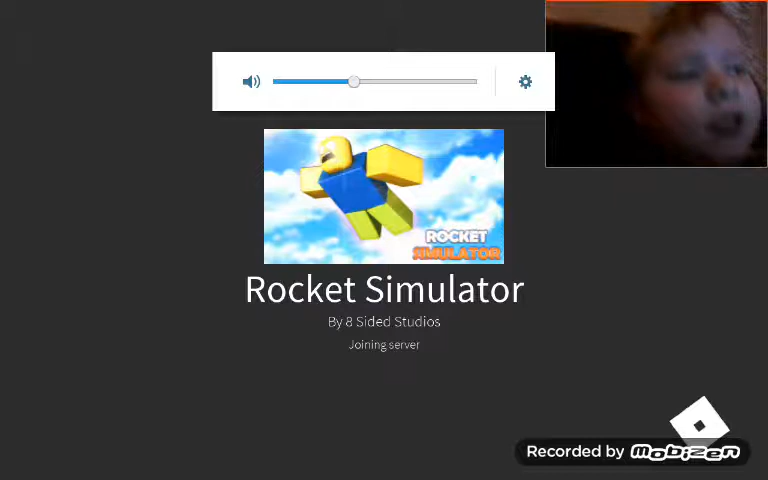 ROCKET
SIMULATOR
Rocket Simulator
By 8 Sided Studios
Joining server
Recorded by Mobizen